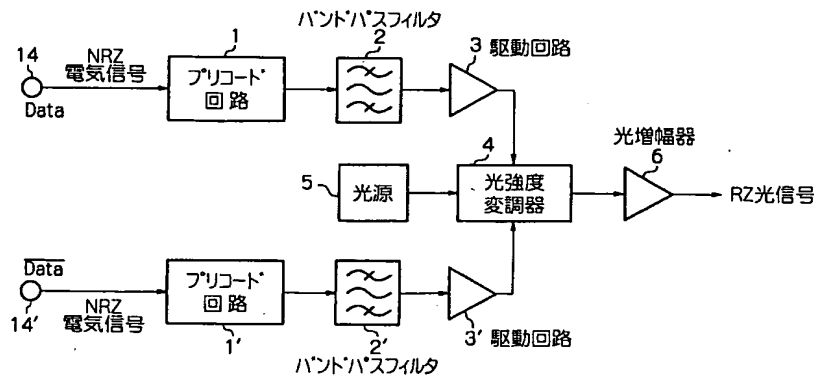 バンドパスフィルタ
1
2
3 駆動回路
14
NRZ
電気信号
プリコード
回路
Data
光増幅器
4
6
5
光源
光強度
変調器
RZ光信号
D̅a̅t̅a̅
プリコード
回路
14′
NRZ
電気信号
1′
2′
3′ 駆動回路
バンドパスフィルタ